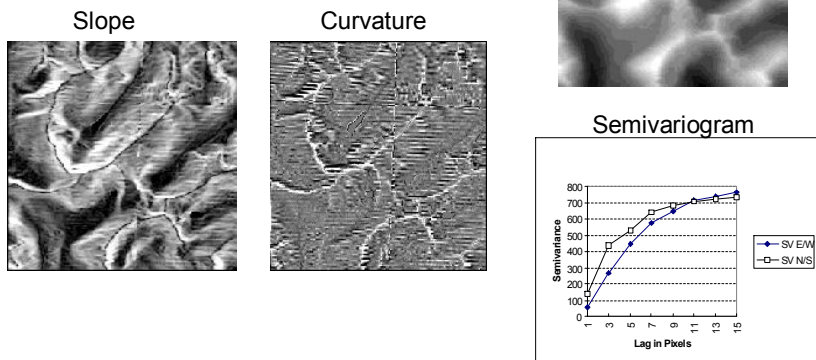 Slope
Curvature
Semivariogram
800
700
600
500
400
300
200
100
0
Semivariance
1
3
5
7
9
11
13
15
Lag in Pixels
SV E/W
SV N/S